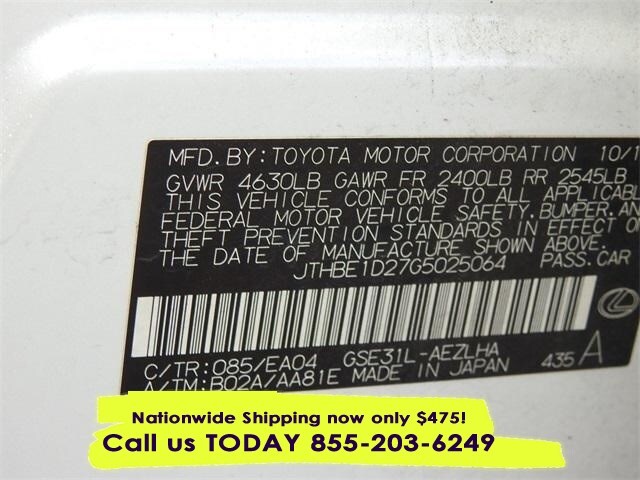 MFD. BY: TOYOTA MOTOR CORPORATION 10/1
GVWR 4630LB GAWR FR 2400LB RR 2545LB
THIS VEHICLE CONFORMS TO ALL APPLICABLE
FEDERAL MOTOR VEHICLE SAFETY, BUMPER, AN
THEFT PREVENTION STANDARDS IN EFFECT O
THE DATE OF MANUFACTURE SHOWN ABOVE.
JTHBE1D27G5025064 PASS. CAR
C/TR: 085/EA04 GSE31L-AEZLHA 435 A
A/TM: B02A/AA81E MADE IN JAPAN
Nationwide Shipping now only $475!
Call us TODAY 855-203-6249